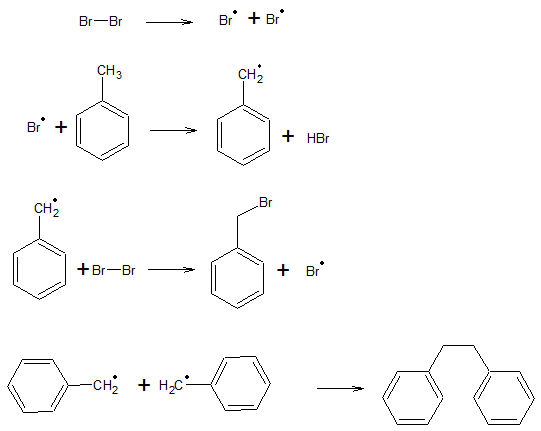 Br—Br Br• + Br•
CH3 CH2•
Br• + + HBr
Br
CH2•
+ Br—Br + Br•
CH2• + H2C•